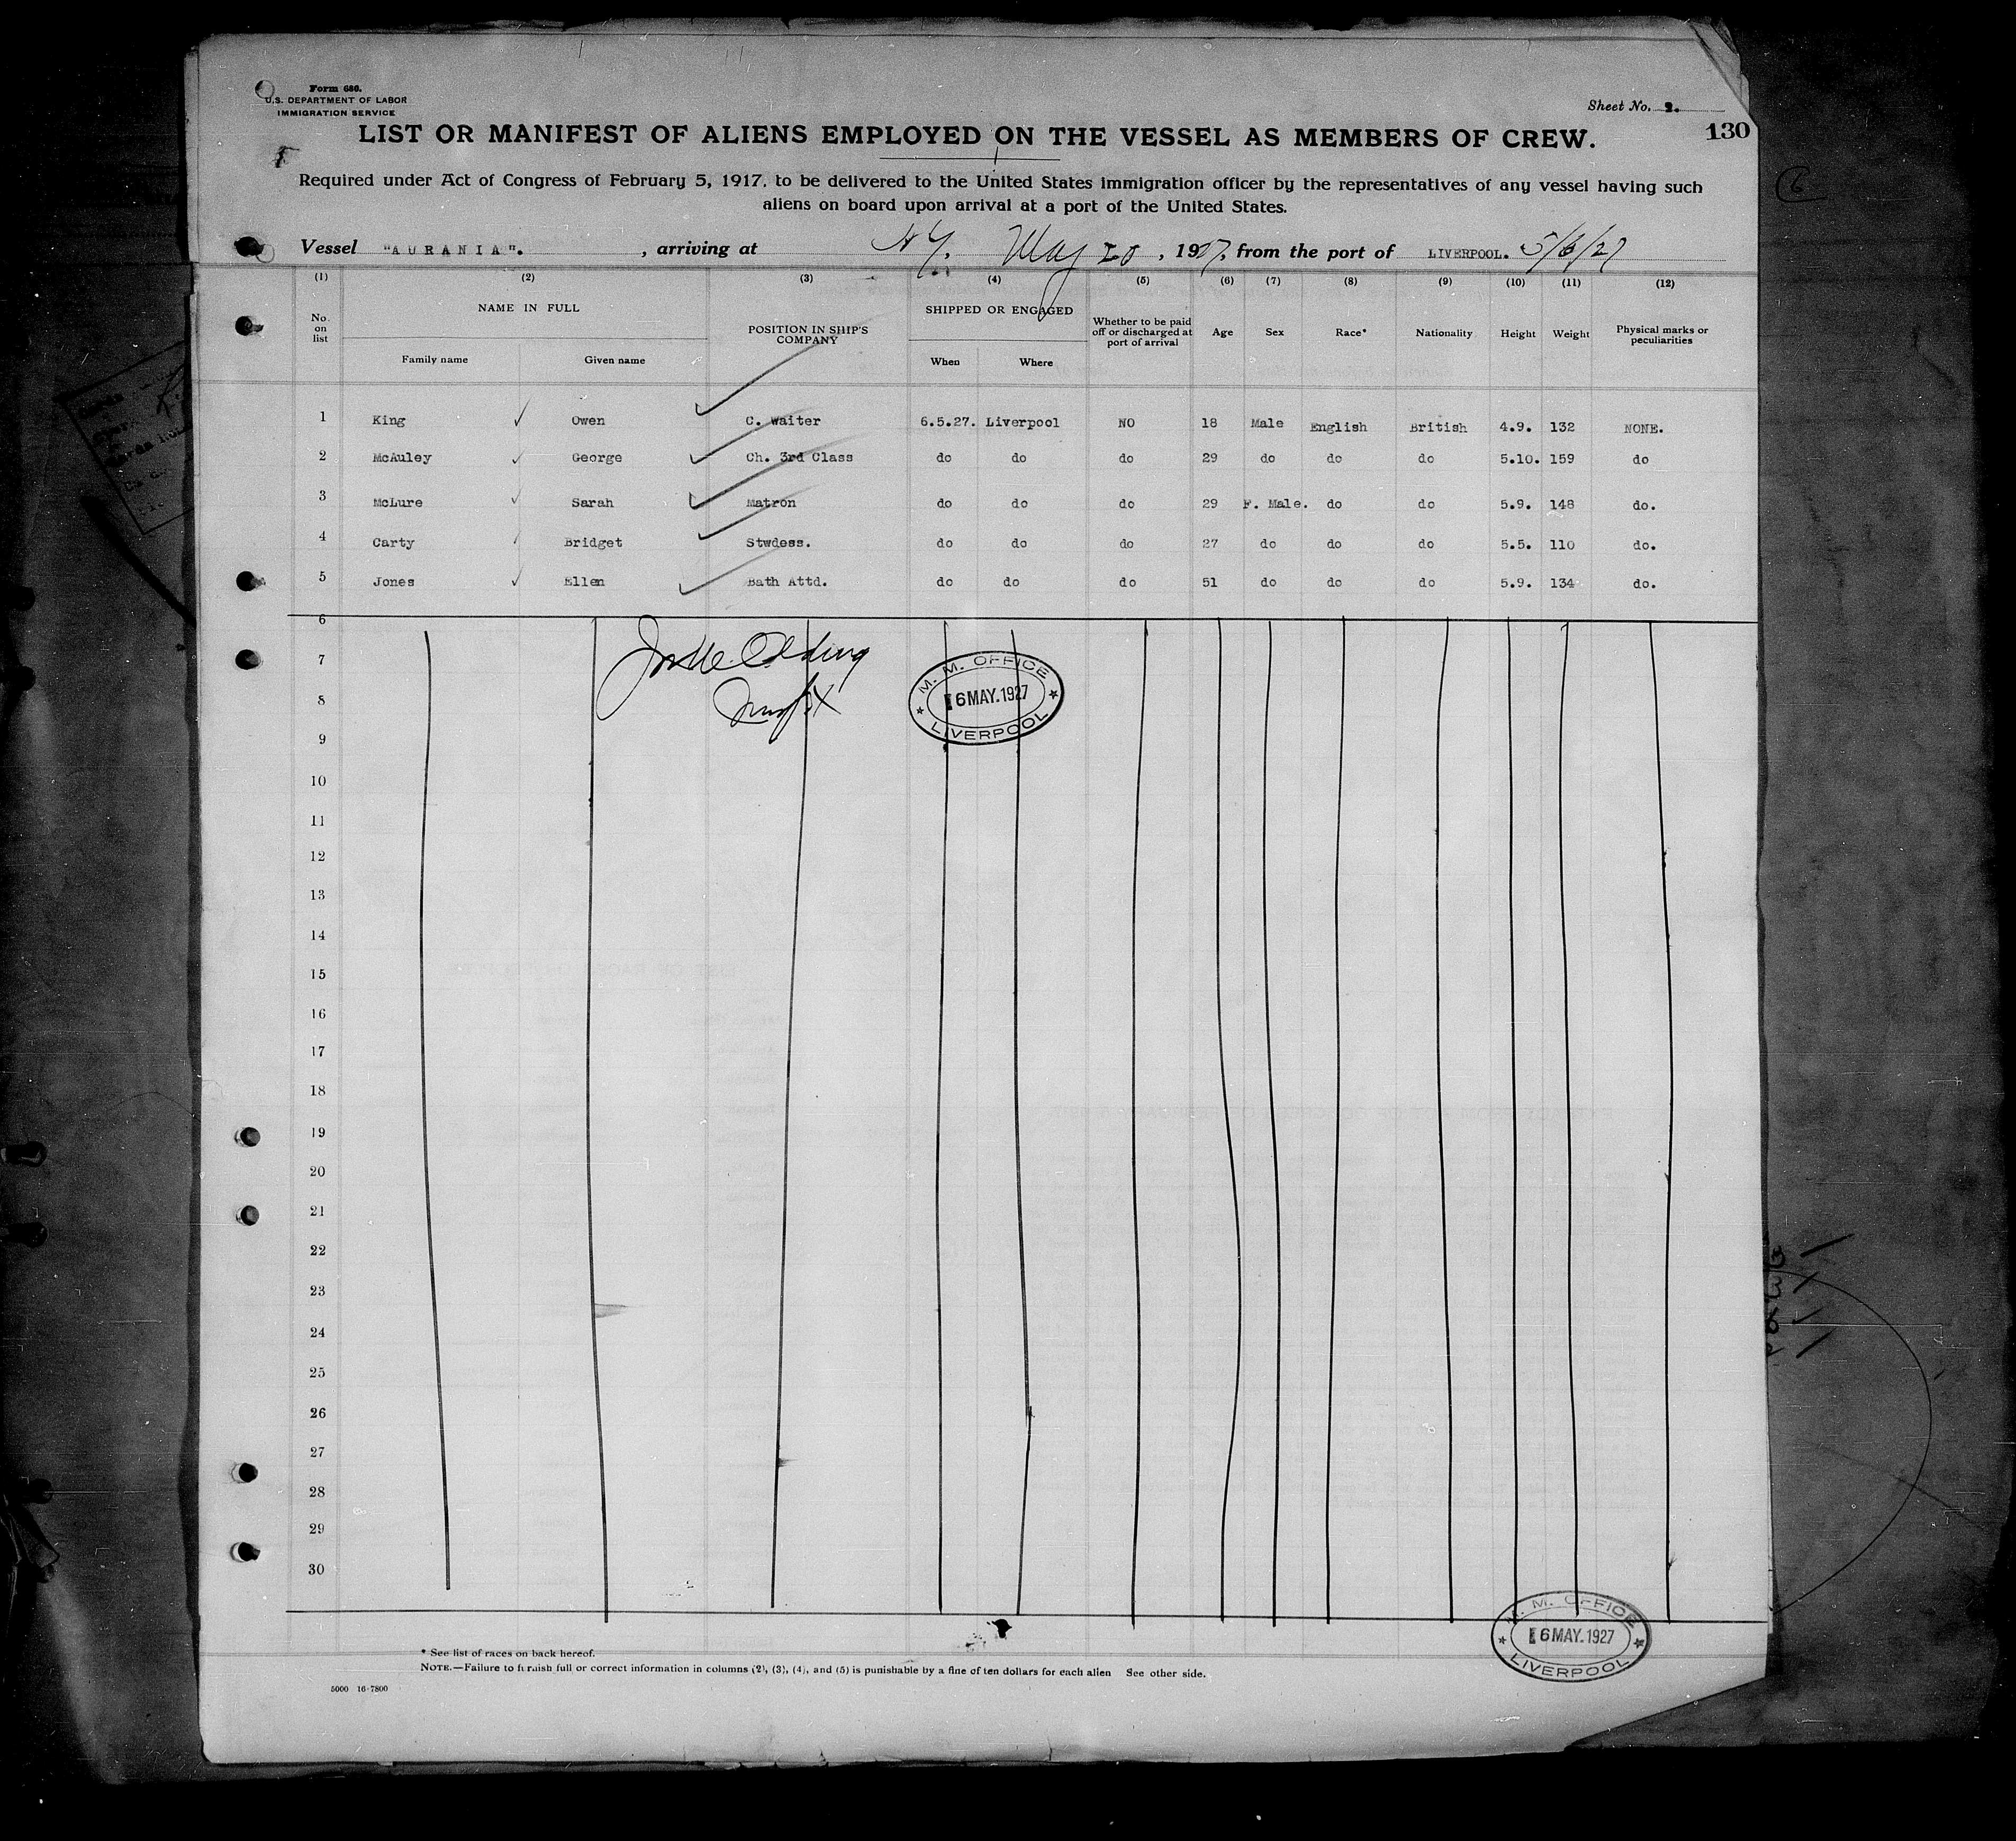 Form 680.
U.S. DEPARTMENT OF LABOR
IMMIGRATION SERVICE
Sheet No. 2.
130
LIST OR MANIFEST OF ALIENS EMPLOYED ON THE VESSEL AS MEMBERS OF CREW.
Required under Act of Congress of February 5, 1917, to be delivered to the United States immigration officer by the representatives of any vessel having such
aliens on board upon arrival at a port of the United States.
Vessel "AURANIA". , arriving at N.Y. May 20 , 1927, from the port of LIVERPOOL. 5/6/27
(1) (2) (3) (4) (5) (6) (7) (8) (9) (10) (11) (12)
No. on list NAME IN FULL POSITION IN SHIP'S COMPANY SHIPPED OR ENGAGED Whether to be paid off or discharged at port of arrival Age Sex Race* Nationality Height Weight Physical marks or peculiarities
Family name Given name When Where
1 King Owen C. Waiter 6.5.27. Liverpool NO 18 Male English British 4.9. 132 NONE.
2 McAuley George Ch. 3rd Class do do do 29 do do do 5.10. 159 do
3 McLure Sarah Matron do do do 29 F. Male. do do 5.9. 148 do.
4 Carty Bridget Stwdess. do do do 27 do do do 5.5. 110 do.
5 Jones Ellen Bath Attd. do do do 51 do do do 5.9. 134 do.
6
7
8
9
10
11
12
13
14
15
16
17
18
19
20
21
22
23
24
25
26
27
28
29
30
M. M. OFFICE
16 MAY. 1927
LIVERPOOL
M. M. OFFICE
16 MAY. 1927
LIVERPOOL
* See list of races on back hereof.
NOTE.—Failure to furnish full or correct information in columns (2), (3), (4), and (5) is punishable by a fine of ten dollars for each alien See other side.
5000 16-7800